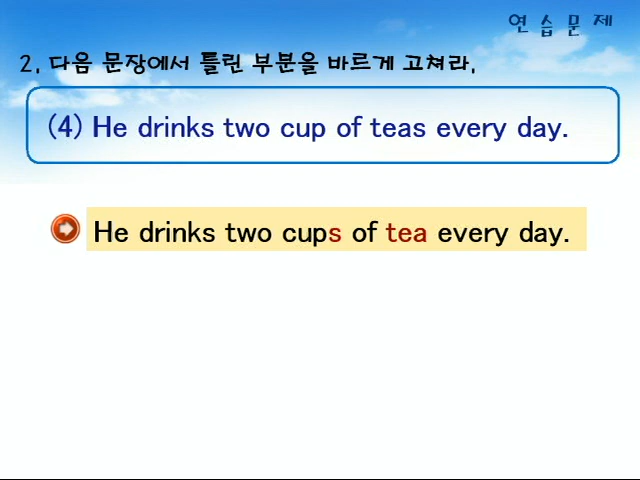 연 습 문 제
2. 다음 문장에서 틀린 부분을 바르게 고쳐라.
(4) He drinks two cup of teas every day.
He drinks two cups of tea every day.